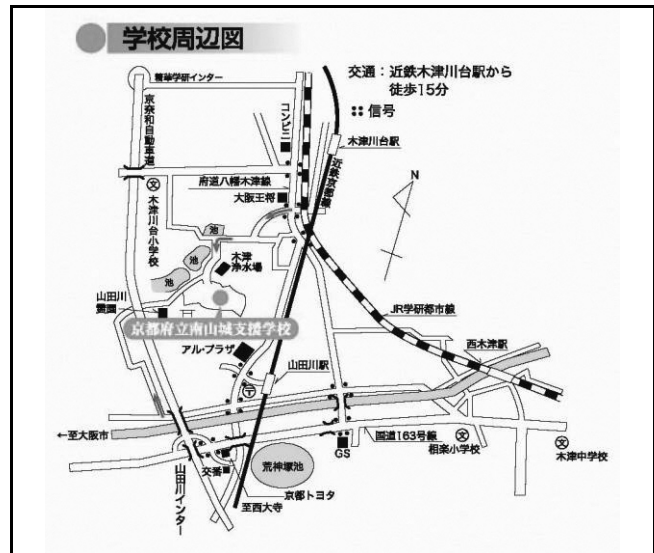 学校周辺図
交通：近鉄木津川台駅から
徒歩15分
信号
精華学研インター
京奈和自動車道
コンビニ
木津川台駅
近鉄京都線
府道八幡木津線
大阪王将
N
木津川台小学校
文
池
木津
浄水場
池
池
山田川
霊園
京都府立南山城支援学校
JR学研都市線
アル・プラザ
西木津駅
山田川駅
〒
←至大阪市
国道163号線
文
相楽小学校
文
木津中学校
GS
荒神塚池
交番
京都トヨタ
至西大寺
山田川インター